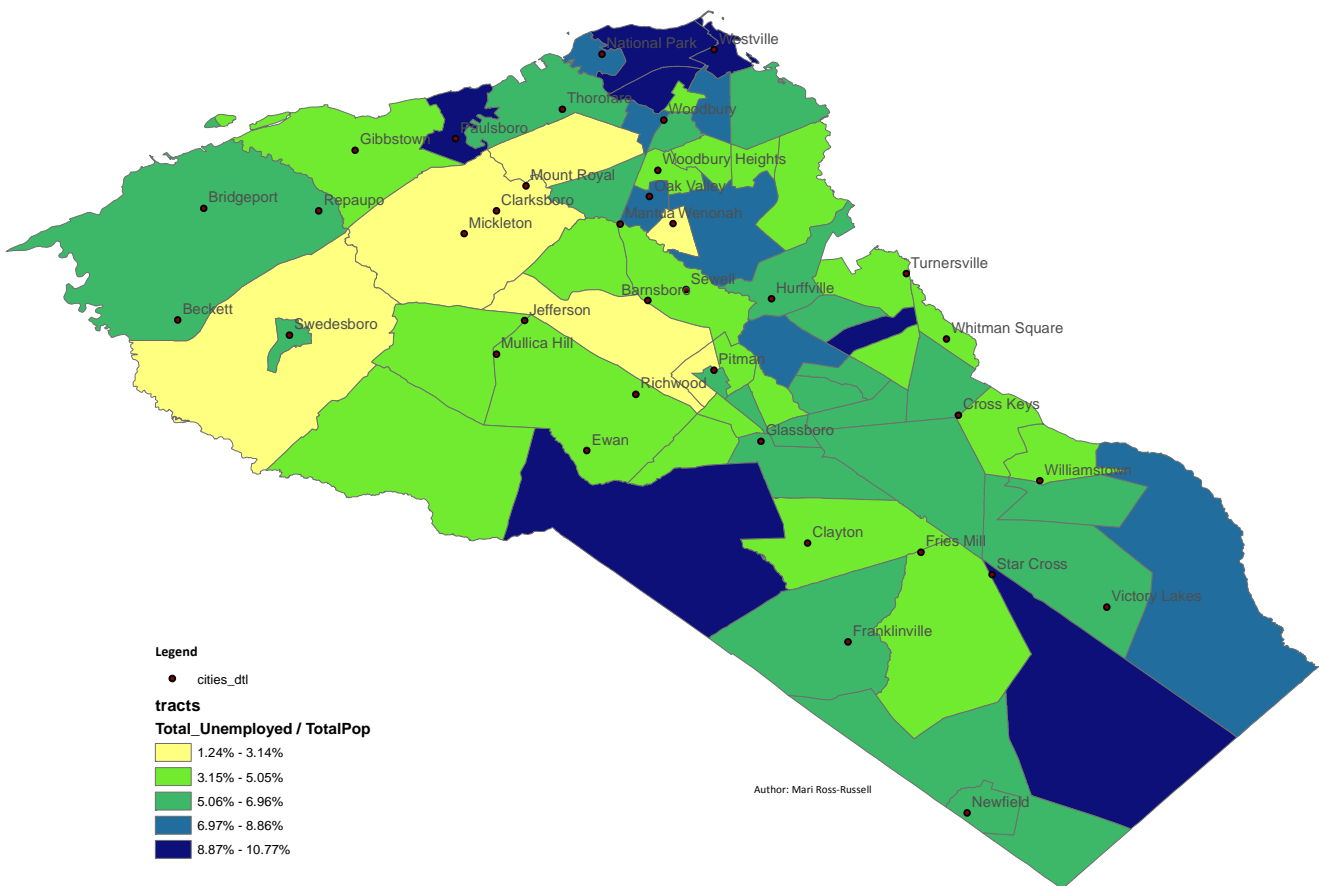 National Park
Westville
Thorofare
Woodbury
Paulsboro
Gibbstown
Woodbury Heights
Mount Royal
Oak Valley
Bridgeport
Repaupo
Clarksboro
Mantua
Wenonah
Mickleton
Turnersville
Sewell
Barnsboro
Hurffville
Beckett
Swedesboro
Jefferson
Whitman Square
Mullica Hill
Pitman
Richwood
Cross Keys
Glassboro
Ewan
Williamstown
Clayton
Fries Mill
Star Cross
Victory Lakes
Franklinville
Newfield
Legend
cities_dtl
tracts
Total_Unemployed / TotalPop
1.24% - 3.14%
3.15% - 5.05%
5.06% - 6.96%
6.97% - 8.86%
8.87% - 10.77%
Author: Mari Ross-Russell